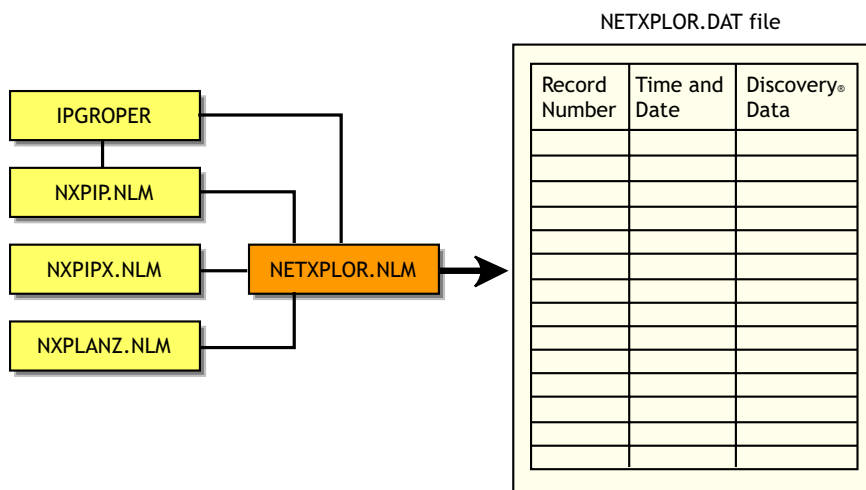 NETXPLOR.DAT file
Record Number
Time and Date
Discovery® Data
IPGROPER
NXPIP.NLM
NXPIPX.NLM
NETXPLOR.NLM
NXPLANZ.NLM